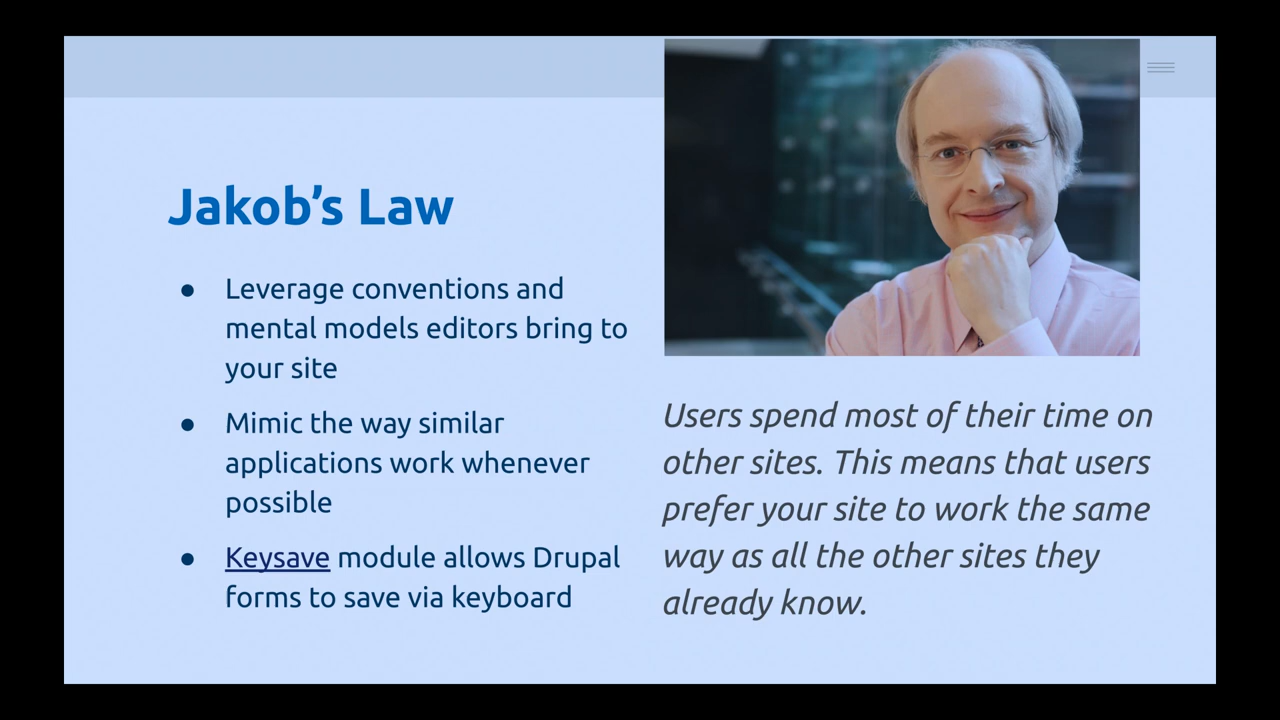 Jakob’s Law
● Leverage conventions and
mental models editors bring to
your site
● Mimic the way similar
applications work whenever
possible
● Keysave module allows Drupal
forms to save via keyboard
Users spend most of their time on
other sites. This means that users
prefer your site to work the same
way as all the other sites they
already know.